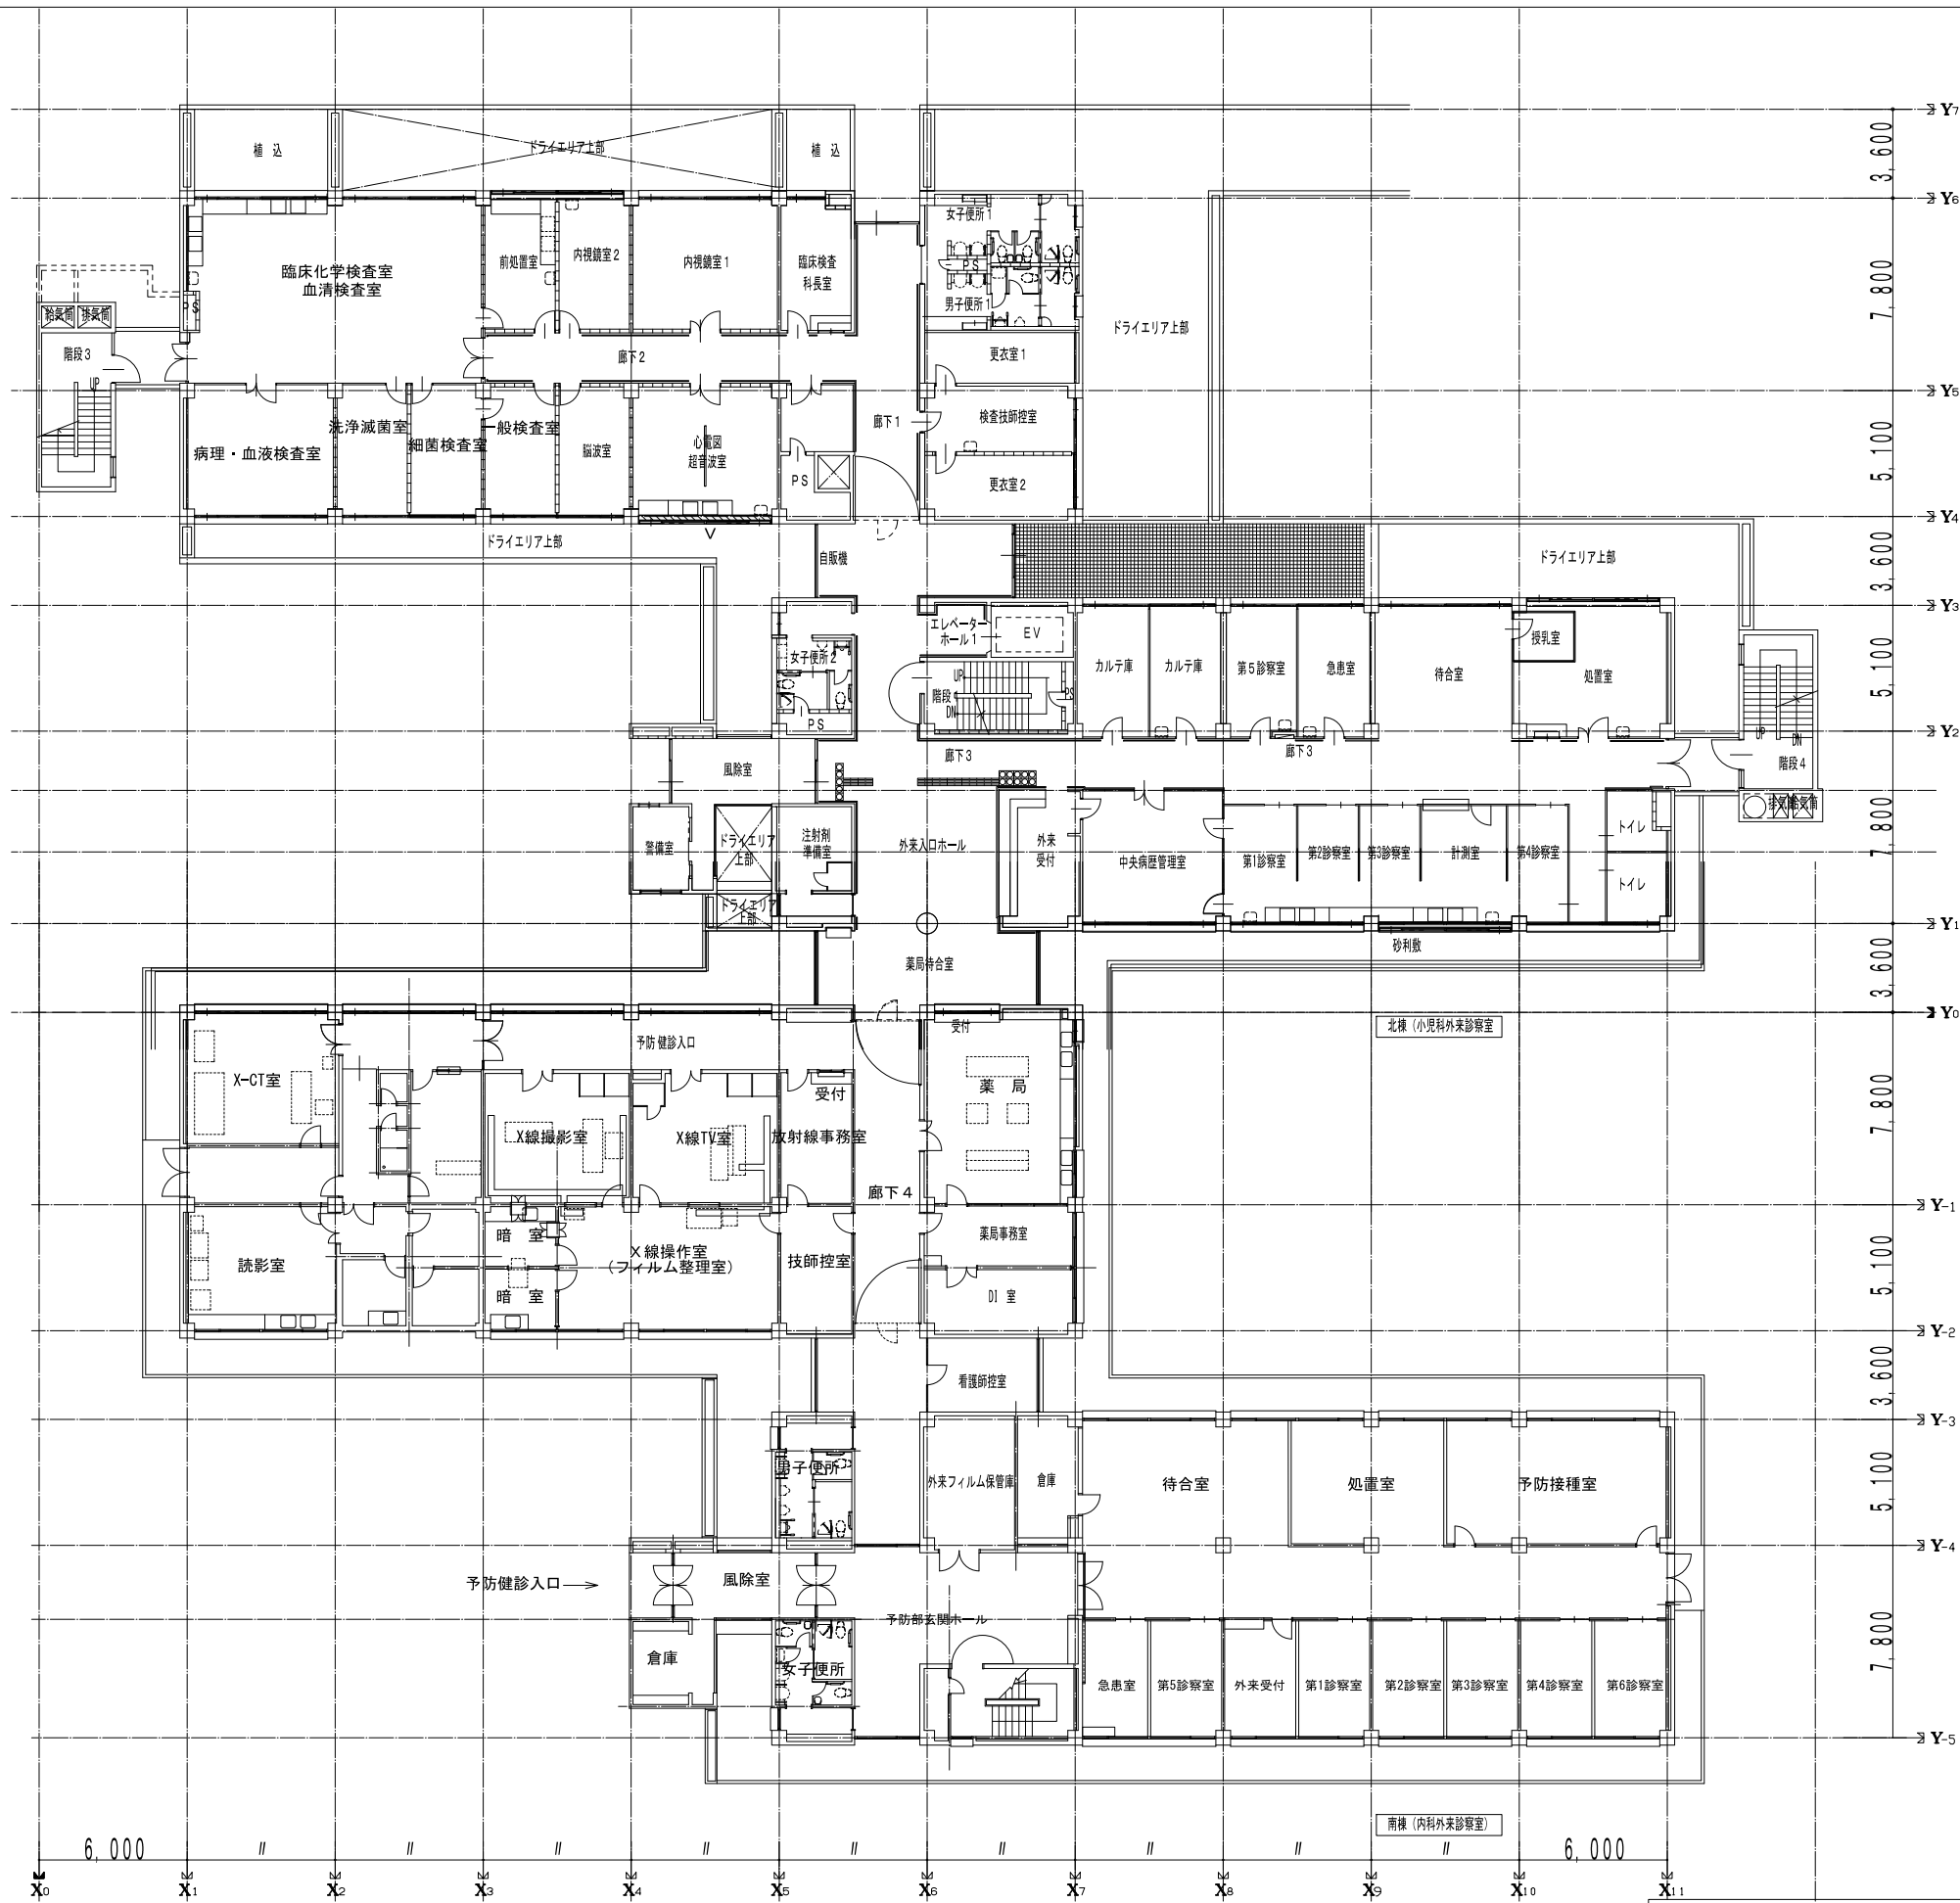 Y7
3,600
植 込
ドライエリア上部
植 込
Y6
女子便所1
7,800
臨床化学検査室
血清検査室
前処置室
内視鏡室2
内視鏡室1
臨床検査
科長室
PS
男子便所1
PS
給気筒
排気筒
ドライエリア上部
階段3
UP
廊下2
更衣室1
Y5
5,100
病理・血液検査室
洗浄滅菌室
細菌検査室
一般検査室
脳波室
心電図
超音波室
PS
廊下1
検査技師控室
更衣室2
Y4
3,600
ドライエリア上部
V
自販機
ドライエリア上部
Y3
5,100
エレベーター
ホール1
EV
女子便所2
PS
UP
階段
DN
PS
カルテ庫
カルテ庫
第5診察室
急患室
待合室
授乳室
処置室
Y2
UP
DN
階段4
風除室
廊下3
廊下3
7,800
警備室
ドライエリア
上部
注射剤
準備室
外来入口ホール
外来
受付
中央病歴管理室
第1診察室
第2診察室
第3診察室
計測室
第4診察室
トイレ
トイレ
排気筒
給気筒
ドライエリア
上部
Y1
3,600
薬局待合室
砂利敷
Y0
北棟(小児科外来診察室
予防健診入口
受付
7,800
X-CT室
X線撮影室
X線TV室
受付
放射線事務室
薬 局
廊下4
Y-1
5,100
読影室
暗 室
暗 室
X線操作室
(フィルム整理室)
技師控室
薬局事務室
DI 室
Y-2
3,600
看護師控室
Y-3
5,100
男子便所
外来フィルム保管庫
倉庫
待合室
処置室
予防接種室
Y-4
予防健診入口
風除室
予防部玄関ホール
7,800
倉庫
女子便所
急患室
第5診察室
外来受付
第1診察室
第2診察室
第3診察室
第4診察室
第6診察室
Y-5
南棟(内科外来診察室)
6,000 〃 〃 〃 〃 〃 〃 〃 〃 〃 6,000
X0 X1 X2 X3 X4 X5 X6 X7 X8 X9 X10 X11